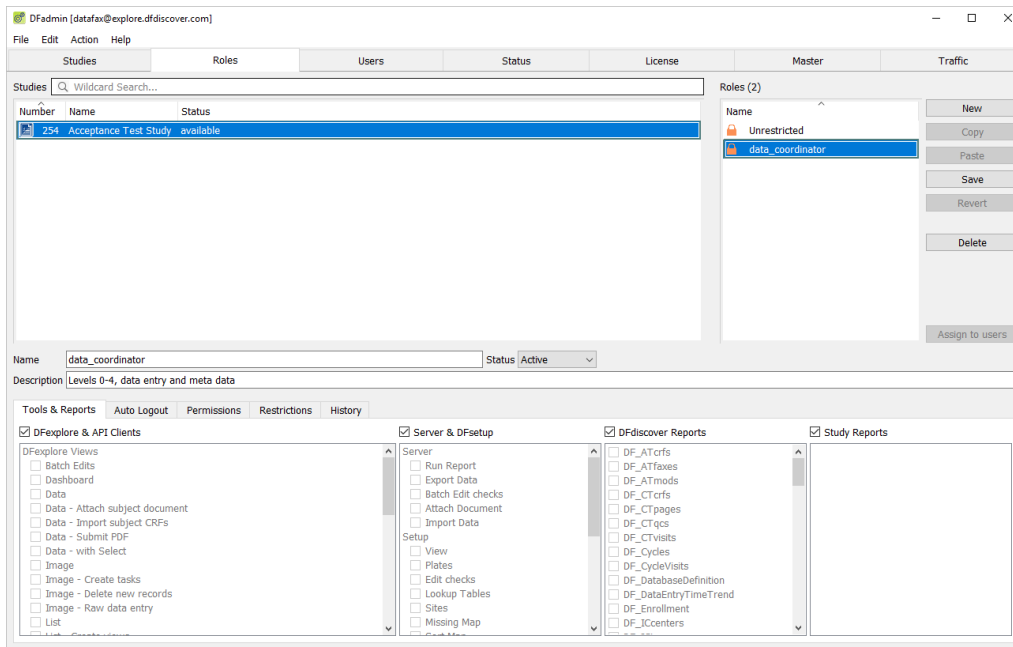 DFadmin [datafax@explore.dfdiscover.com]
File Edit Action Help
Studies Roles Users Status License Master Traffic
Studies Wildcard Search...
Number Name Status
254 Acceptance Test Study available
Roles (2)
Name
Unrestricted
data_coordinator
New
Copy
Paste
Save
Revert
Delete
Assign to users
Name data_coordinator Status Active
Description Levels 0-4, data entry and meta data
Tools & Reports Auto Logout Permissions Restrictions History
DFexplore & API Clients
DFexplore Views
Batch Edits
Dashboard
Data
Data - Attach subject document
Data - Import subject CRFs
Data - Submit PDF
Data - with Select
Image
Image - Create tasks
Image - Delete new records
Image - Raw data entry
List
List - Create views
Server & DFsetup
Server
Run Report
Export Data
Batch Edit checks
Attach Document
Import Data
Setup
View
Plates
Edit checks
Lookup Tables
Sites
Missing Map
Sort Map
DFdiscover Reports
DF_ATcrfs
DF_ATfaxes
DF_ATmods
DF_CTcrfs
DF_CTpages
DF_CTqcs
DF_CTvisits
DF_Cycles
DF_CycleVisits
DF_DatabaseDefinition
DF_DataEntryTimeTrend
DF_Enrollment
DF_ICcenters
Study Reports